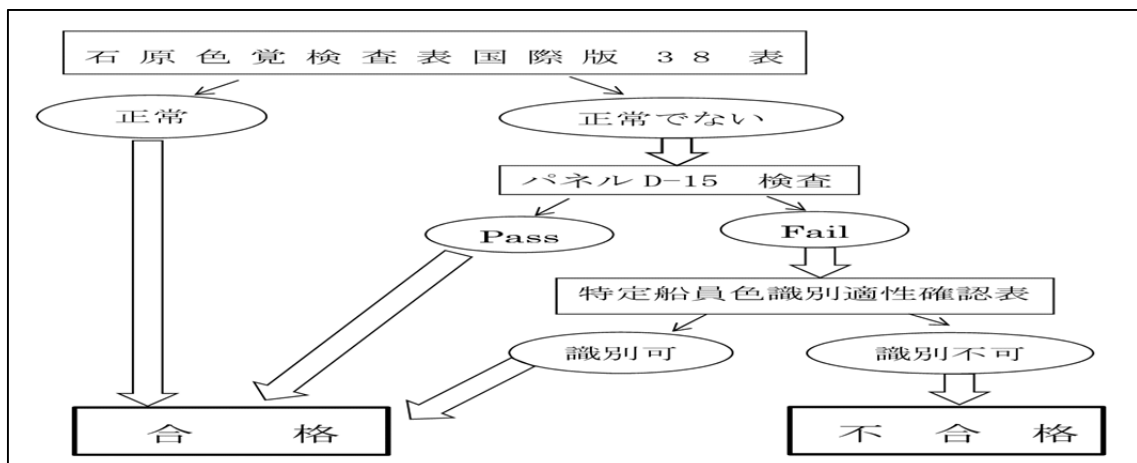 石原色覚検査表国際版 38 表
正常
正常でない
パネル D-15 検査
Pass
Fail
特定船員色識別適性確認表
識別可
識別不可
合格
不合格